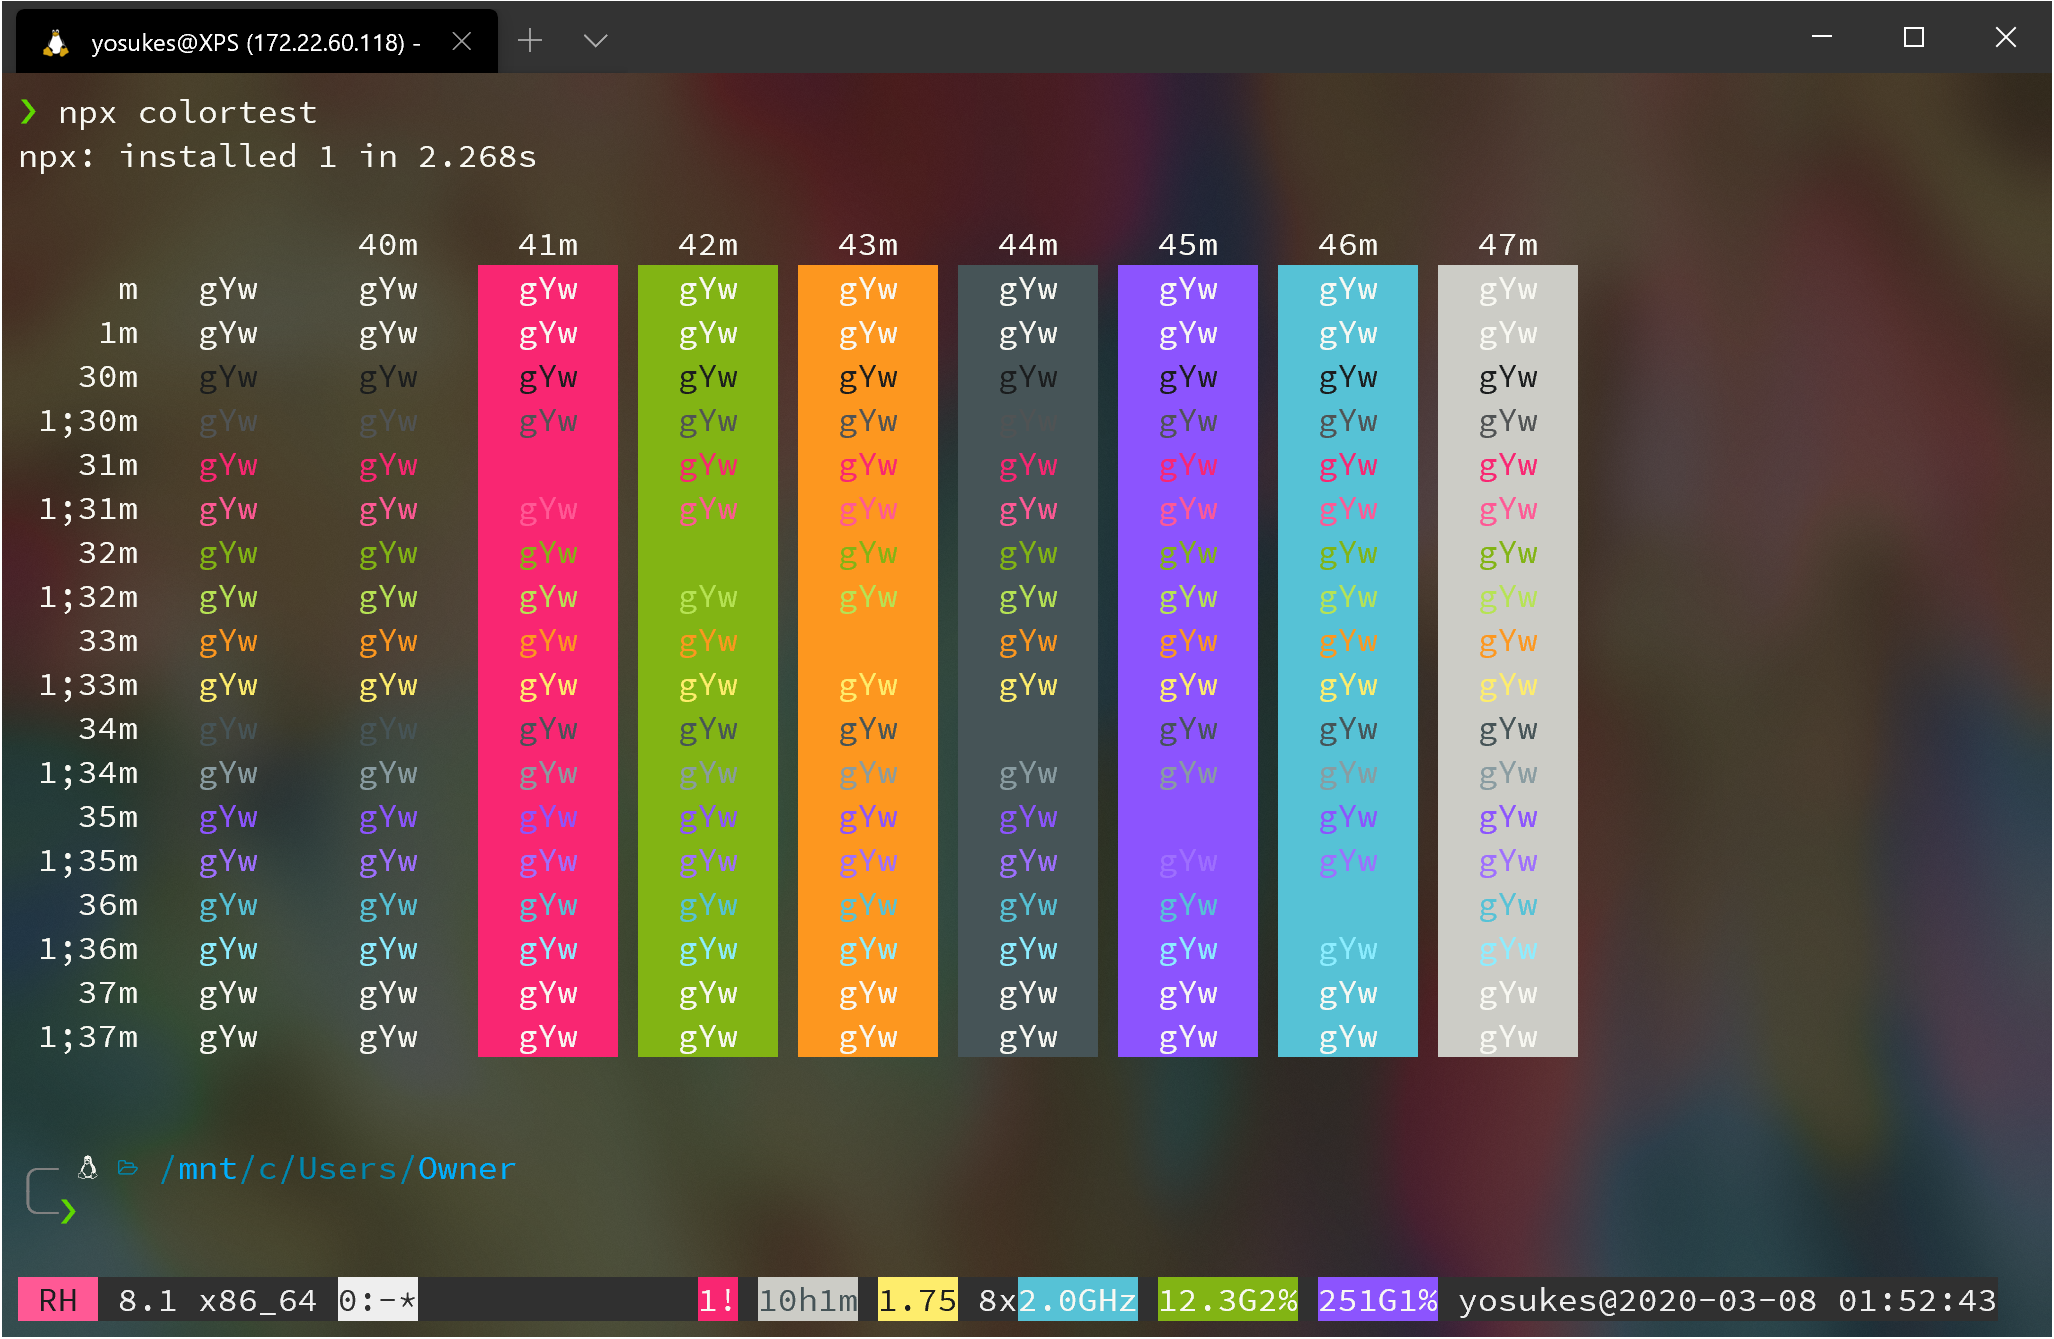 yosukes@XPS (172.22.60.118) -
❯ npx colortest
npx: installed 1 in 2.268s
40m 41m 42m 43m 44m 45m 46m 47m
m gYw gYw gYw gYw gYw gYw gYw gYw gYw
1m gYw gYw gYw gYw gYw gYw gYw gYw gYw
30m gYw gYw gYw gYw gYw gYw gYw gYw gYw
1;30m gYw gYw gYw gYw gYw gYw gYw gYw gYw
31m gYw gYw gYw gYw gYw gYw gYw gYw
1;31m gYw gYw gYw gYw gYw gYw gYw gYw gYw
32m gYw gYw gYw gYw gYw gYw gYw gYw
1;32m gYw gYw gYw gYw gYw gYw gYw gYw gYw
33m gYw gYw gYw gYw gYw gYw gYw gYw
1;33m gYw gYw gYw gYw gYw gYw gYw gYw gYw
34m gYw gYw gYw gYw gYw gYw gYw gYw
1;34m gYw gYw gYw gYw gYw gYw gYw gYw gYw
35m gYw gYw gYw gYw gYw gYw gYw gYw
1;35m gYw gYw gYw gYw gYw gYw gYw gYw gYw
36m gYw gYw gYw gYw gYw gYw gYw gYw
1;36m gYw gYw gYw gYw gYw gYw gYw gYw gYw
37m gYw gYw gYw gYw gYw gYw gYw gYw gYw
1;37m gYw gYw gYw gYw gYw gYw gYw gYw gYw
/mnt/c/Users/Owner
❯
RH 8.1 x86_64 0:-* 1! 10h1m 1.75 8x2.0GHz 12.3G2% 251G1% yosukes@2020-03-08 01:52:43